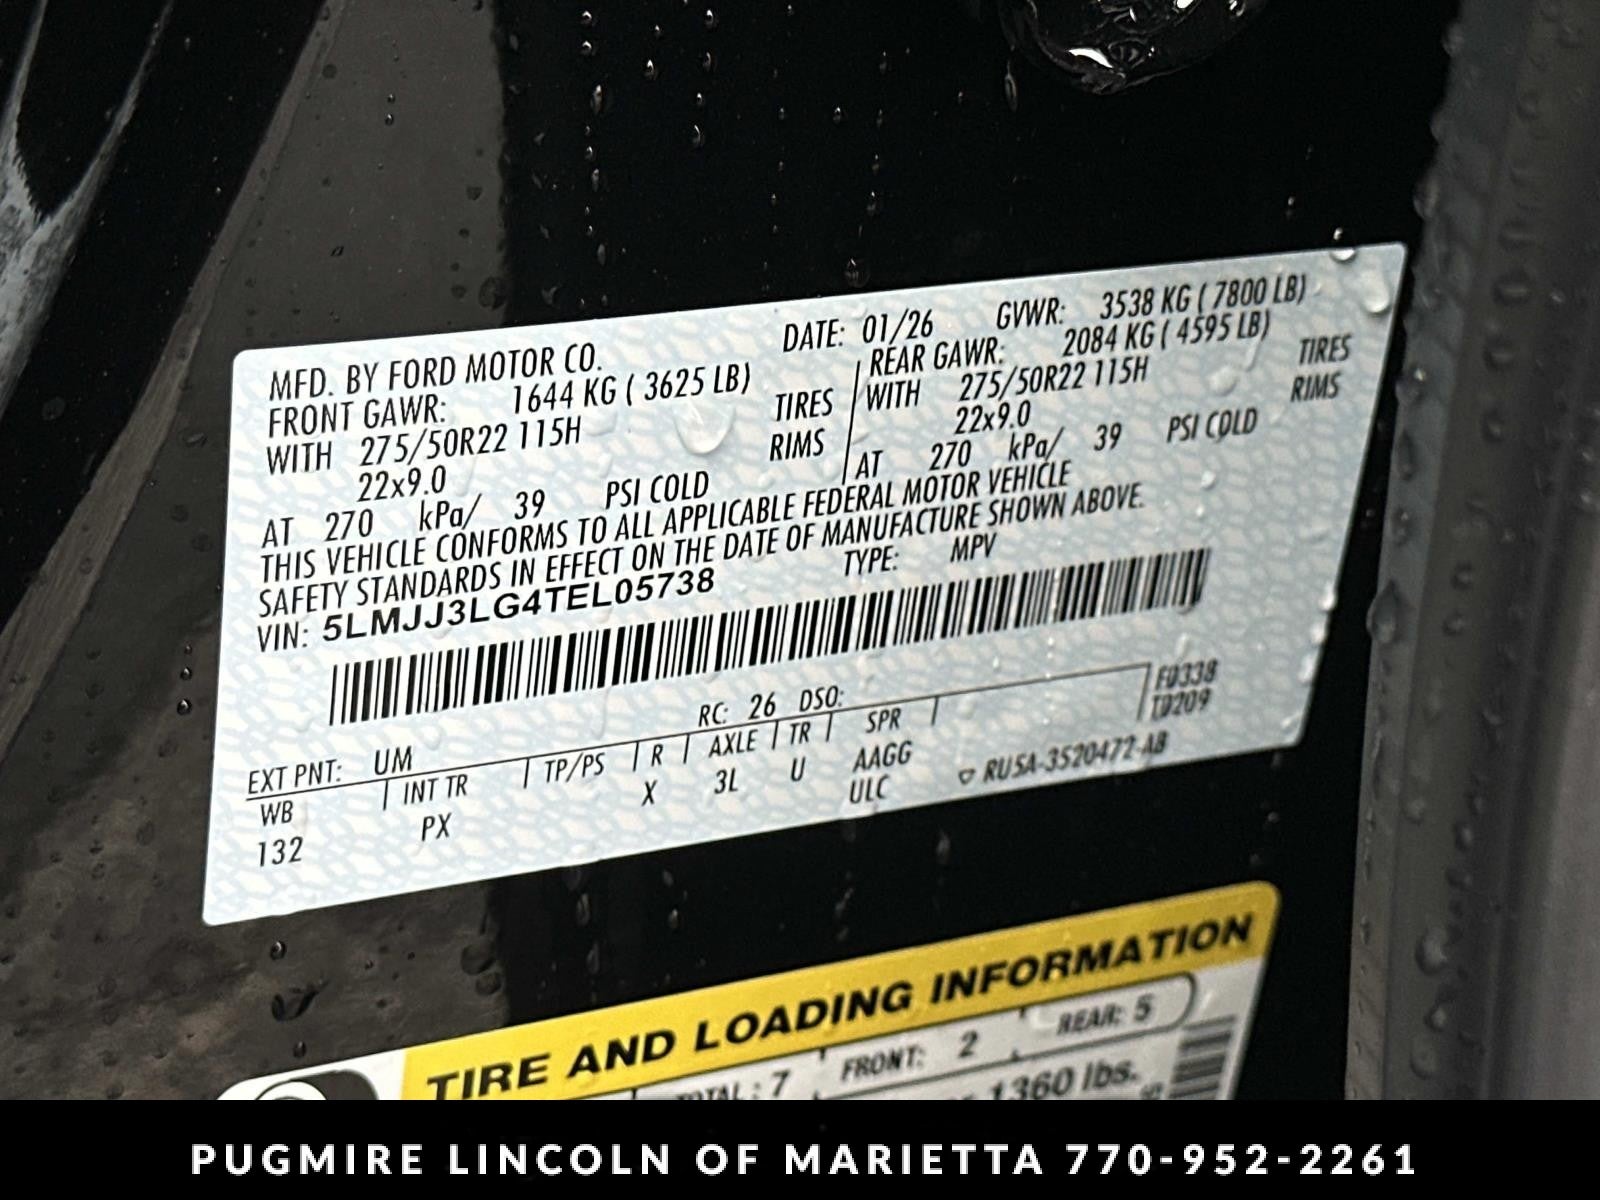 MFD. BY FORD MOTOR CO.
DATE: 01/26 GVWR: 3538 KG ( 7800 LB)
FRONT GAWR: 1644 KG ( 3625 LB)
REAR GAWR: 2084 KG ( 4595 LB)
WITH 275/50R22 115H TIRES
WITH 275/50R22 115H TIRES
22x9.0 RIMS
22x9.0 RIMS
AT 270 kPa/ 39 PSI COLD
AT 270 kPa/ 39 PSI COLD
THIS VEHICLE CONFORMS TO ALL APPLICABLE FEDERAL MOTOR VEHICLE
SAFETY STANDARDS IN EFFECT ON THE DATE OF MANUFACTURE SHOWN ABOVE.
VIN: 5LMJJ3LG4TEL05738 TYPE: MPV
F0338
T0209
EXT PNT: UM RC: 26 DSO:
WB INT TR TP/PS R AXLE TR SPR
132 PX X 3L U AAGG
ULC
RU5A-3520472-AB
TIRE AND LOADING INFORMATION
TOTAL: 7 FRONT: 2 REAR: 5
1360 lbs.
PUGMIRE LINCOLN OF MARIETTA 770-952-2261